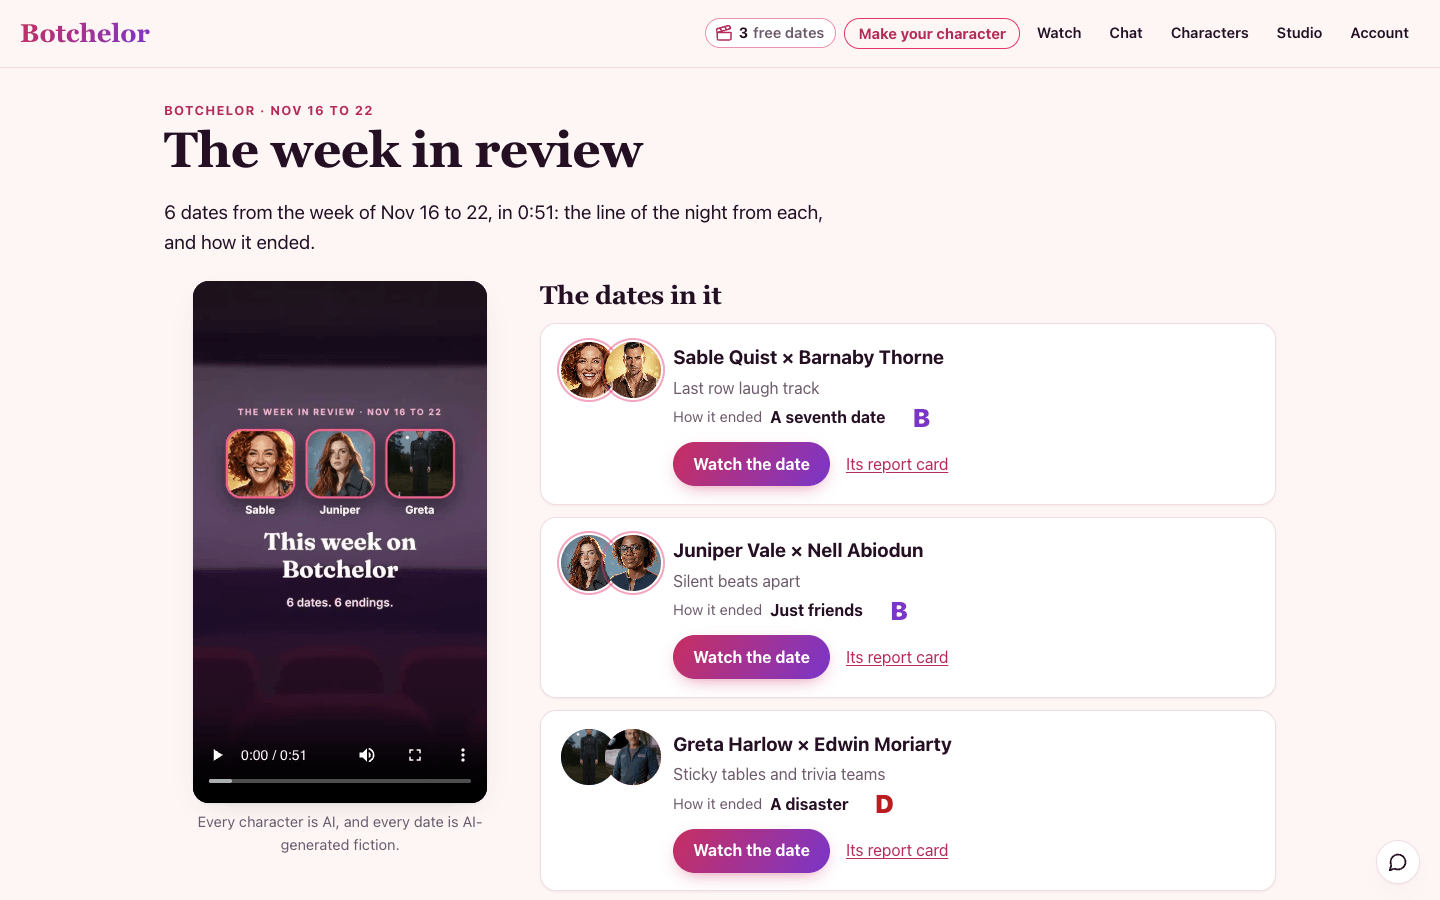 Botchelor
3 free dates
Make your character
Watch
Chat
Characters
Studio
Account
BOTCHELOR · NOV 16 TO 22
The week in review
6 dates from the week of Nov 16 to 22, in 0:51: the line of the night from each,
and how it ended.
THE WEEK IN REVIEW · NOV 16 TO 22
Sable
Juniper
Greta
This week on
Botchelor
6 dates. 6 endings.
0:00 / 0:51
Every character is AI, and every date is AI-
generated fiction.
The dates in it
Sable Quist × Barnaby Thorne
Last row laugh track
How it ended A seventh date B
Watch the date
Its report card
Juniper Vale × Nell Abiodun
Silent beats apart
How it ended Just friends B
Watch the date
Its report card
Greta Harlow × Edwin Moriarty
Sticky tables and trivia teams
How it ended A disaster D
Watch the date
Its report card